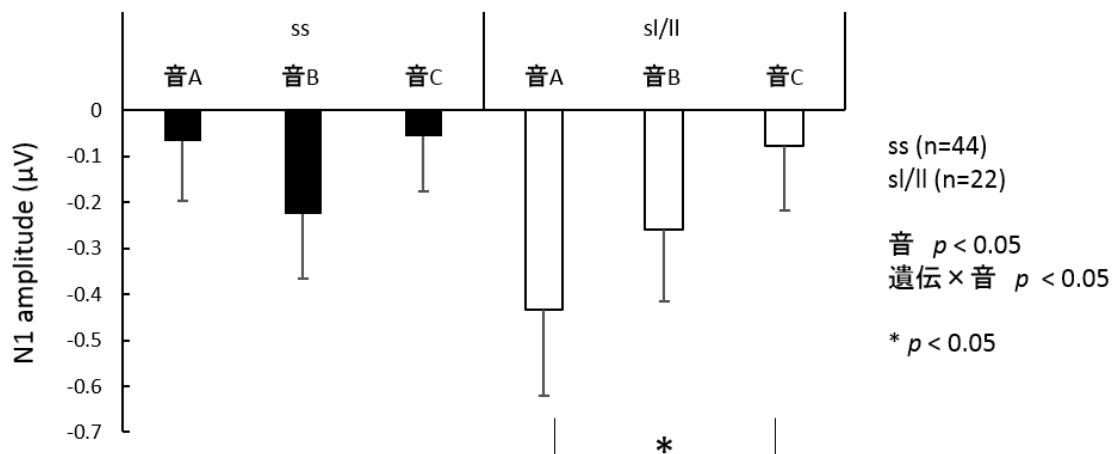 ss
sl/ll
音A
音B
音C
音A
音B
音C
0
-0.1
-0.2
-0.3
-0.4
-0.5
-0.6
-0.7
N1 amplitude (μV)
ss (n=44)
sl/ll (n=22)
音 p < 0.05
遺伝×音 p < 0.05
* p < 0.05
*